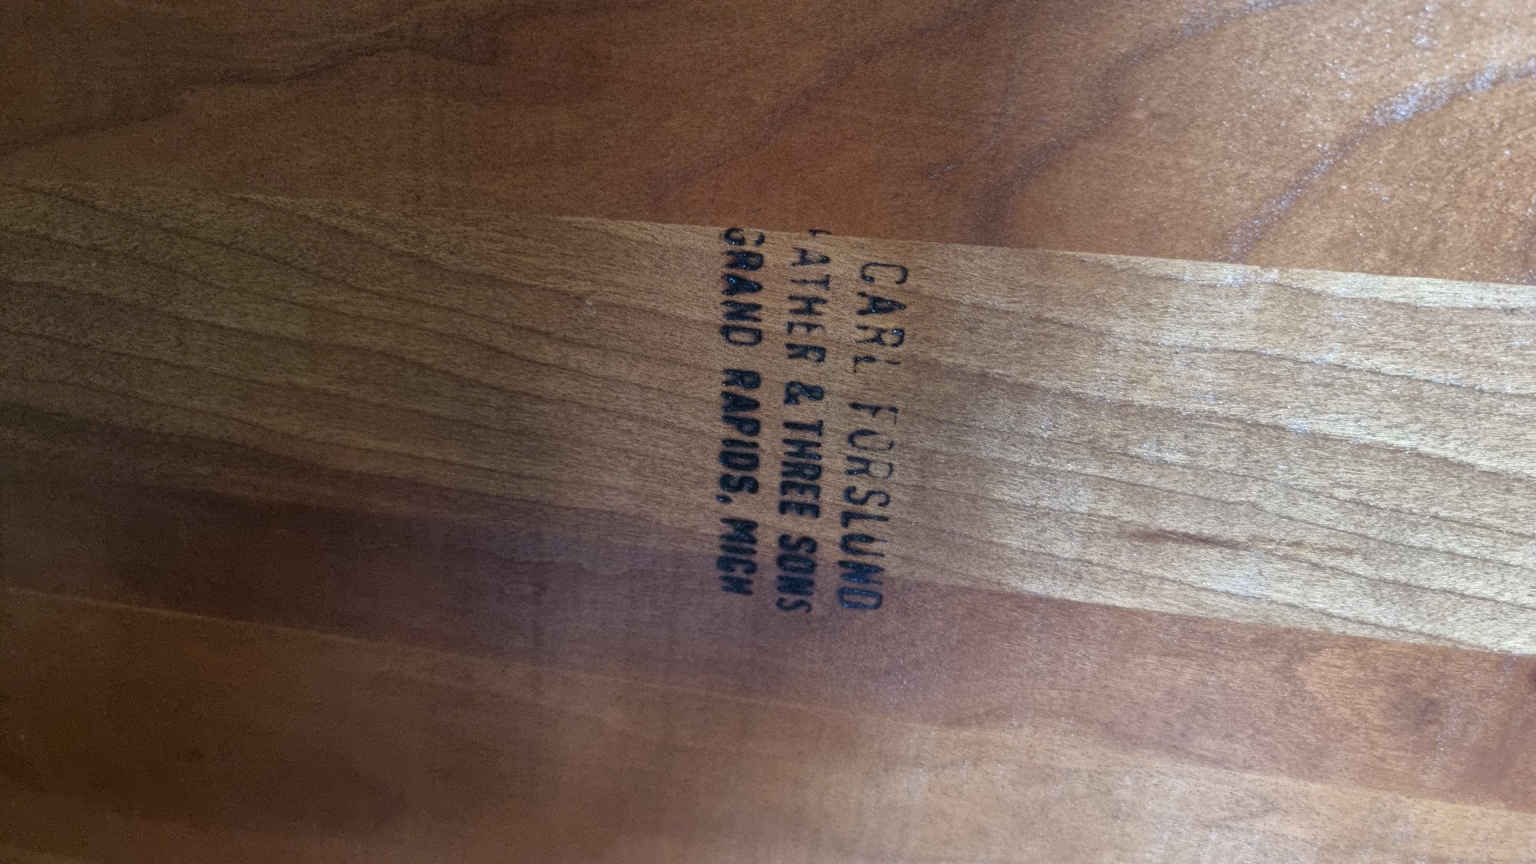 CARL FORSLUND
FATHER & THREE SONS
GRAND RAPIDS, MICH